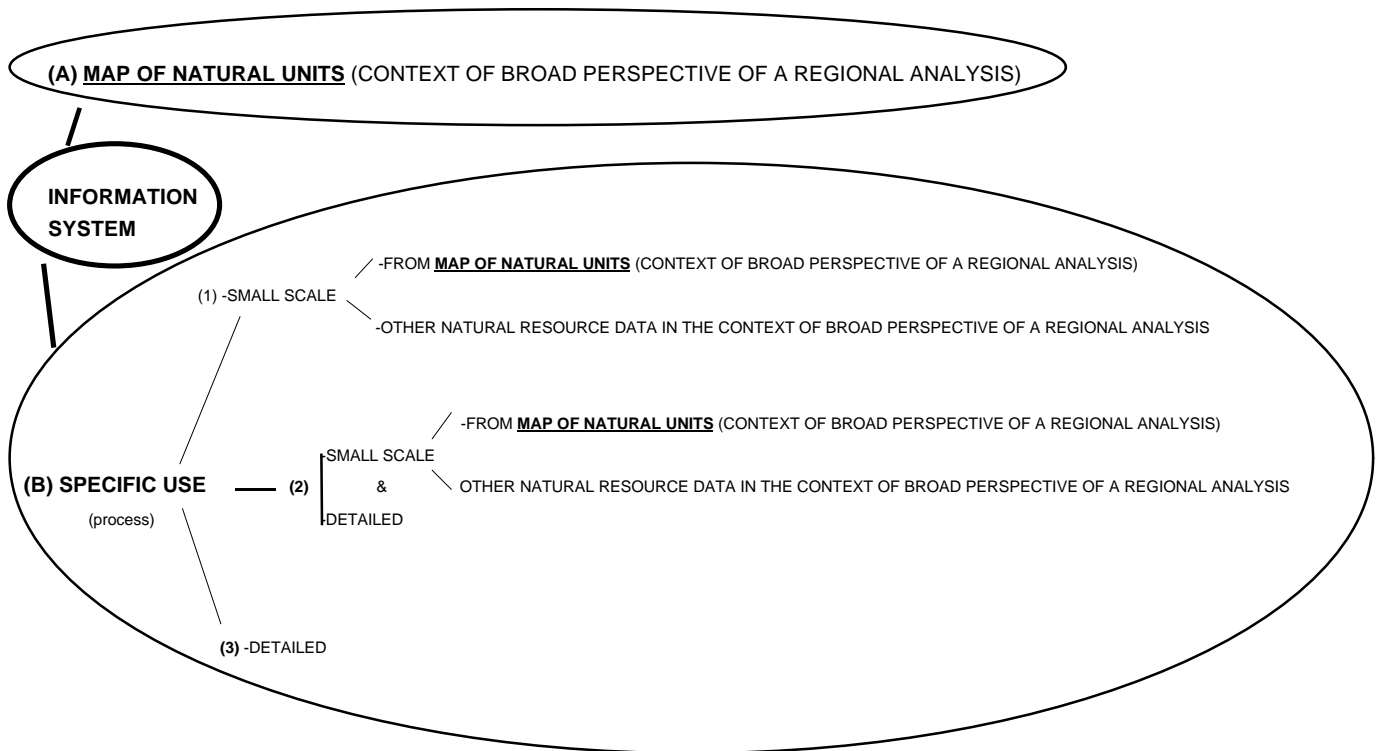 (A) MAP OF NATURAL UNITS (CONTEXT OF BROAD PERSPECTIVE OF A REGIONAL ANALYSIS)
INFORMATION
SYSTEM
-FROM MAP OF NATURAL UNITS (CONTEXT OF BROAD PERSPECTIVE OF A REGIONAL ANALYSIS)
(1) -SMALL SCALE
-OTHER NATURAL RESOURCE DATA IN THE CONTEXT OF BROAD PERSPECTIVE OF A REGIONAL ANALYSIS
-FROM MAP OF NATURAL UNITS (CONTEXT OF BROAD PERSPECTIVE OF A REGIONAL ANALYSIS)
-SMALL SCALE
(B) SPECIFIC USE (2) & OTHER NATURAL RESOURCE DATA IN THE CONTEXT OF BROAD PERSPECTIVE OF A REGIONAL ANALYSIS
(process) -DETAILED
(3) -DETAILED